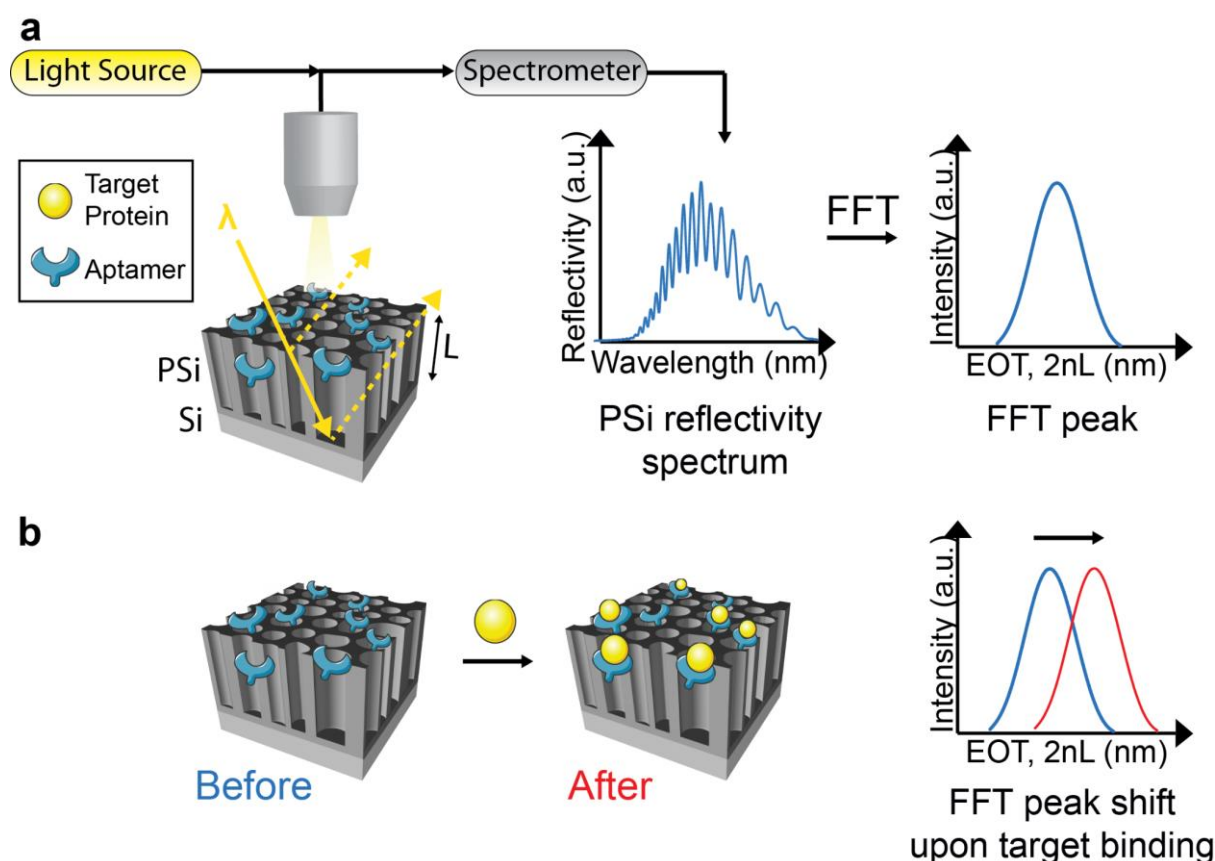 a
Light Source
Spectrometer
Target
Protein
Aptamer
λ
L
PSi
Si
Reflectivity (a.u.)
Wavelength (nm)
PSi reflectivity
spectrum
FFT
Intensity (a.u.)
EOT, 2nL (nm)
FFT peak
b
Before
After
Intensity (a.u.)
EOT, 2nL (nm)
FFT peak shift
upon target binding